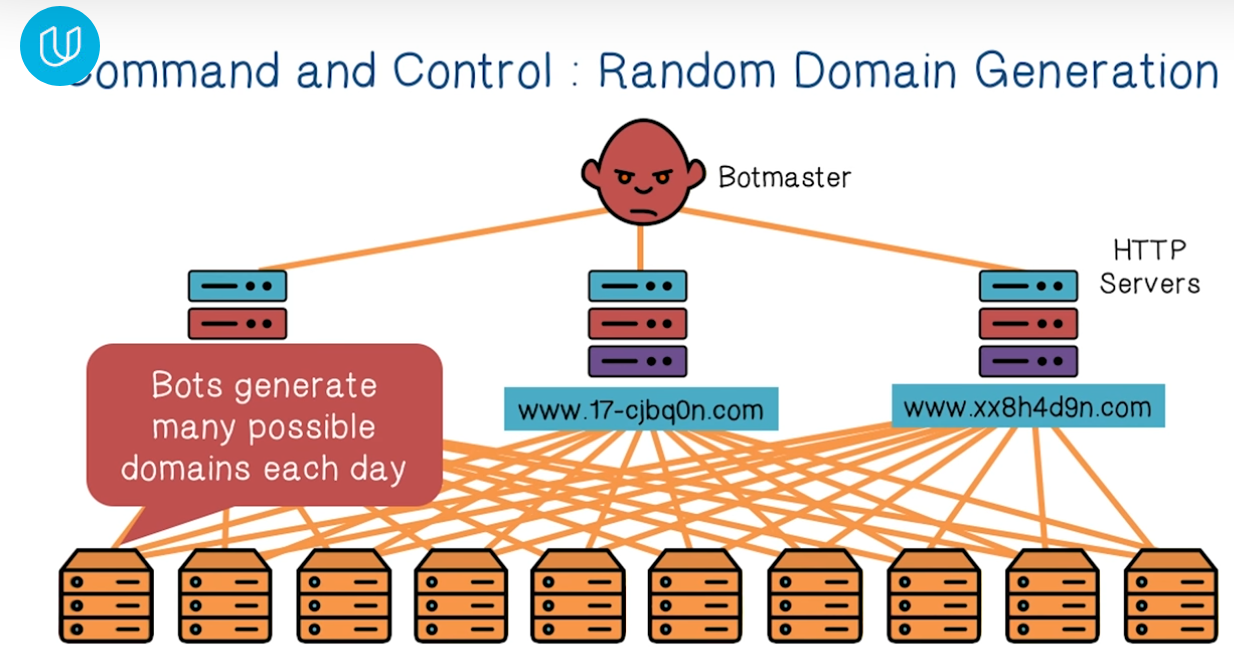 Command and Control : Random Domain Generation
Botmaster
HTTP
Servers
Bots generate
many possible
domains each day
www.17-cjbq0n.com
www.xx8h4d9n.com